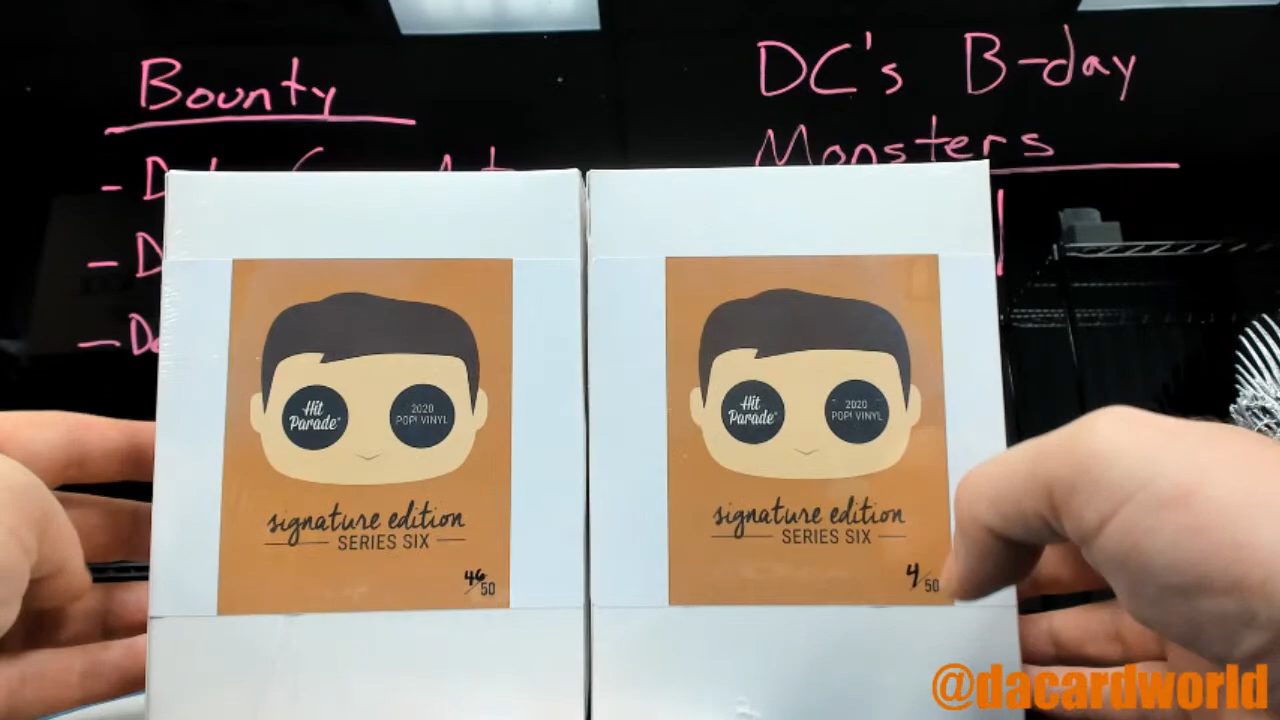 Bounty
DC's B-day
Monsters
Hit
Parade
2020
POP! VINYL
signature edition
SERIES SIX
46/50
Hit
Parade
2020
POP! VINYL
signature edition
SERIES SIX
4/50
@dacardworld